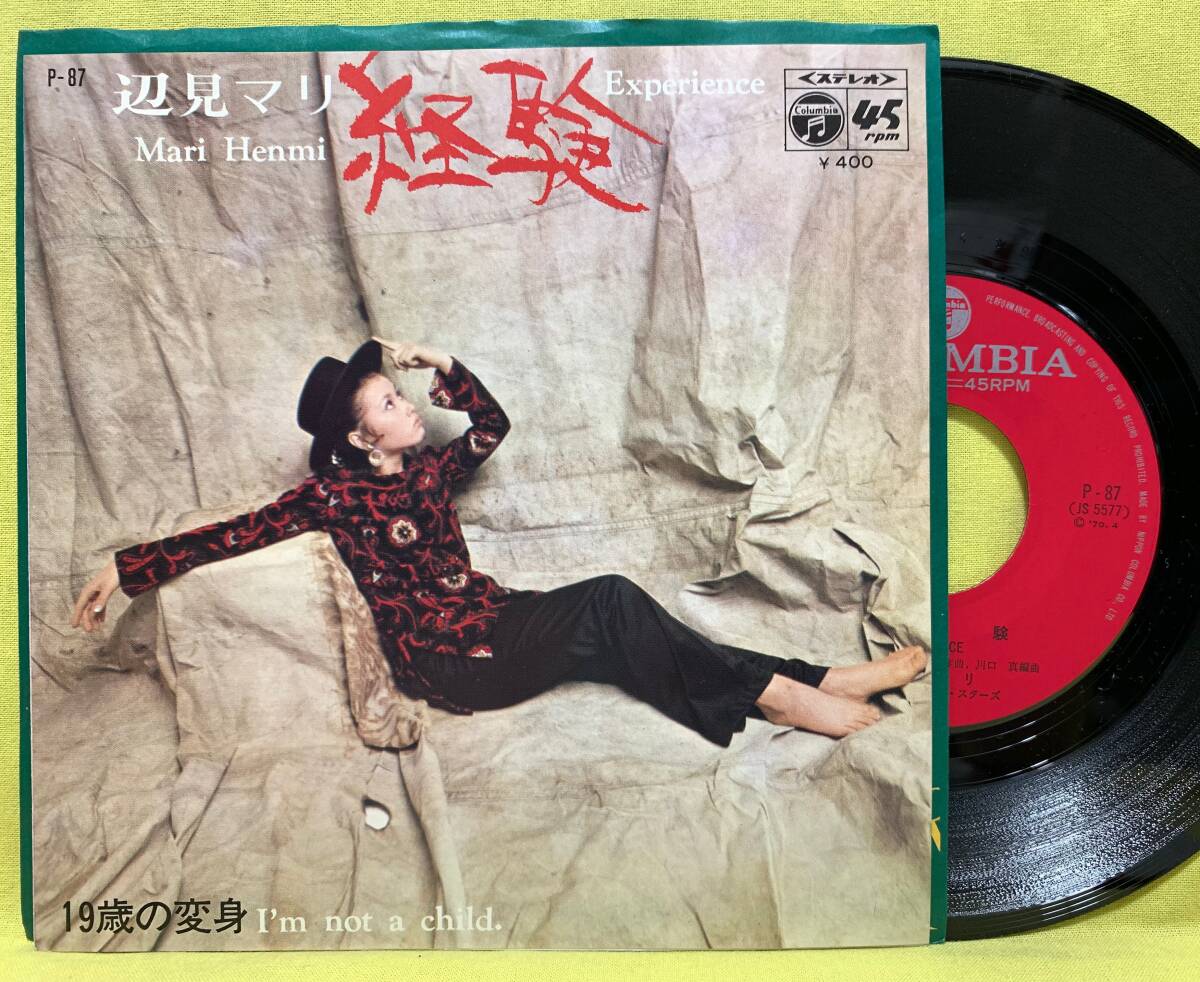 P-87
辺見マリ
Mari Henmi
経験
Experience
<ステレオ>
Columbia
45
rpm
¥400
19歳の変身 I'm not a child.
MBIA
45RPM
PERFORMANCE, BROADCASTING AND COPYING OF THIS RECORD PROHIBITED. MADE BY NIPPON COLUMBIA CO., LTD
P-87
(JS 5577)
© '70.4
験
CE
作曲、川口 真編曲
リ
・スターズ